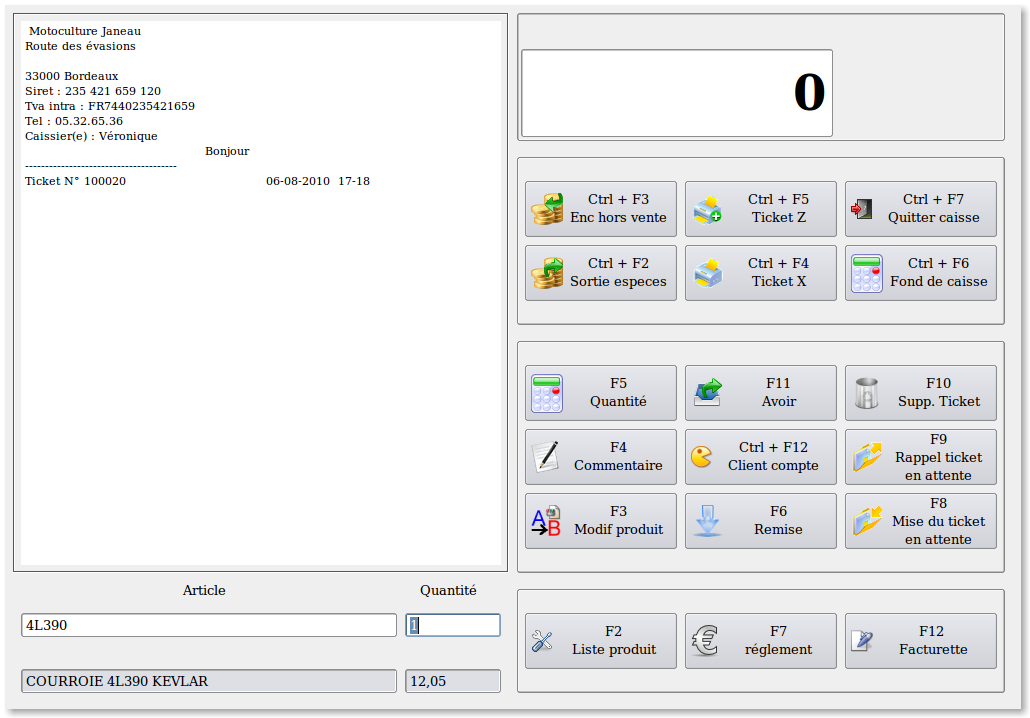 Motoculture Janeau
Route des évasions
33000 Bordeaux
Siret : 235 421 659 120
Tva intra : FR7440235421659
Tel : 05.32.65.36
Caissier(e) : Véronique
Bonjour
--------------------------------------
Ticket N° 100020 06-08-2010 17-18
Article Quantité
4L390 1
COURROIE 4L390 KEVLAR 12,05
0
Ctrl + F3
Enc hors vente
Ctrl + F5
Ticket Z
Ctrl + F7
Quitter caisse
Ctrl + F2
Sortie especes
Ctrl + F4
Ticket X
Ctrl + F6
Fond de caisse
F5
Quantité
F11
Avoir
F10
Supp. Ticket
F4
Commentaire
Ctrl + F12
Client compte
F9
Rappel ticket
en attente
A B
F3
Modif produit
F6
Remise
F8
Mise du ticket
en attente
F2
Liste produit
€
F7
réglement
F12
Facturette